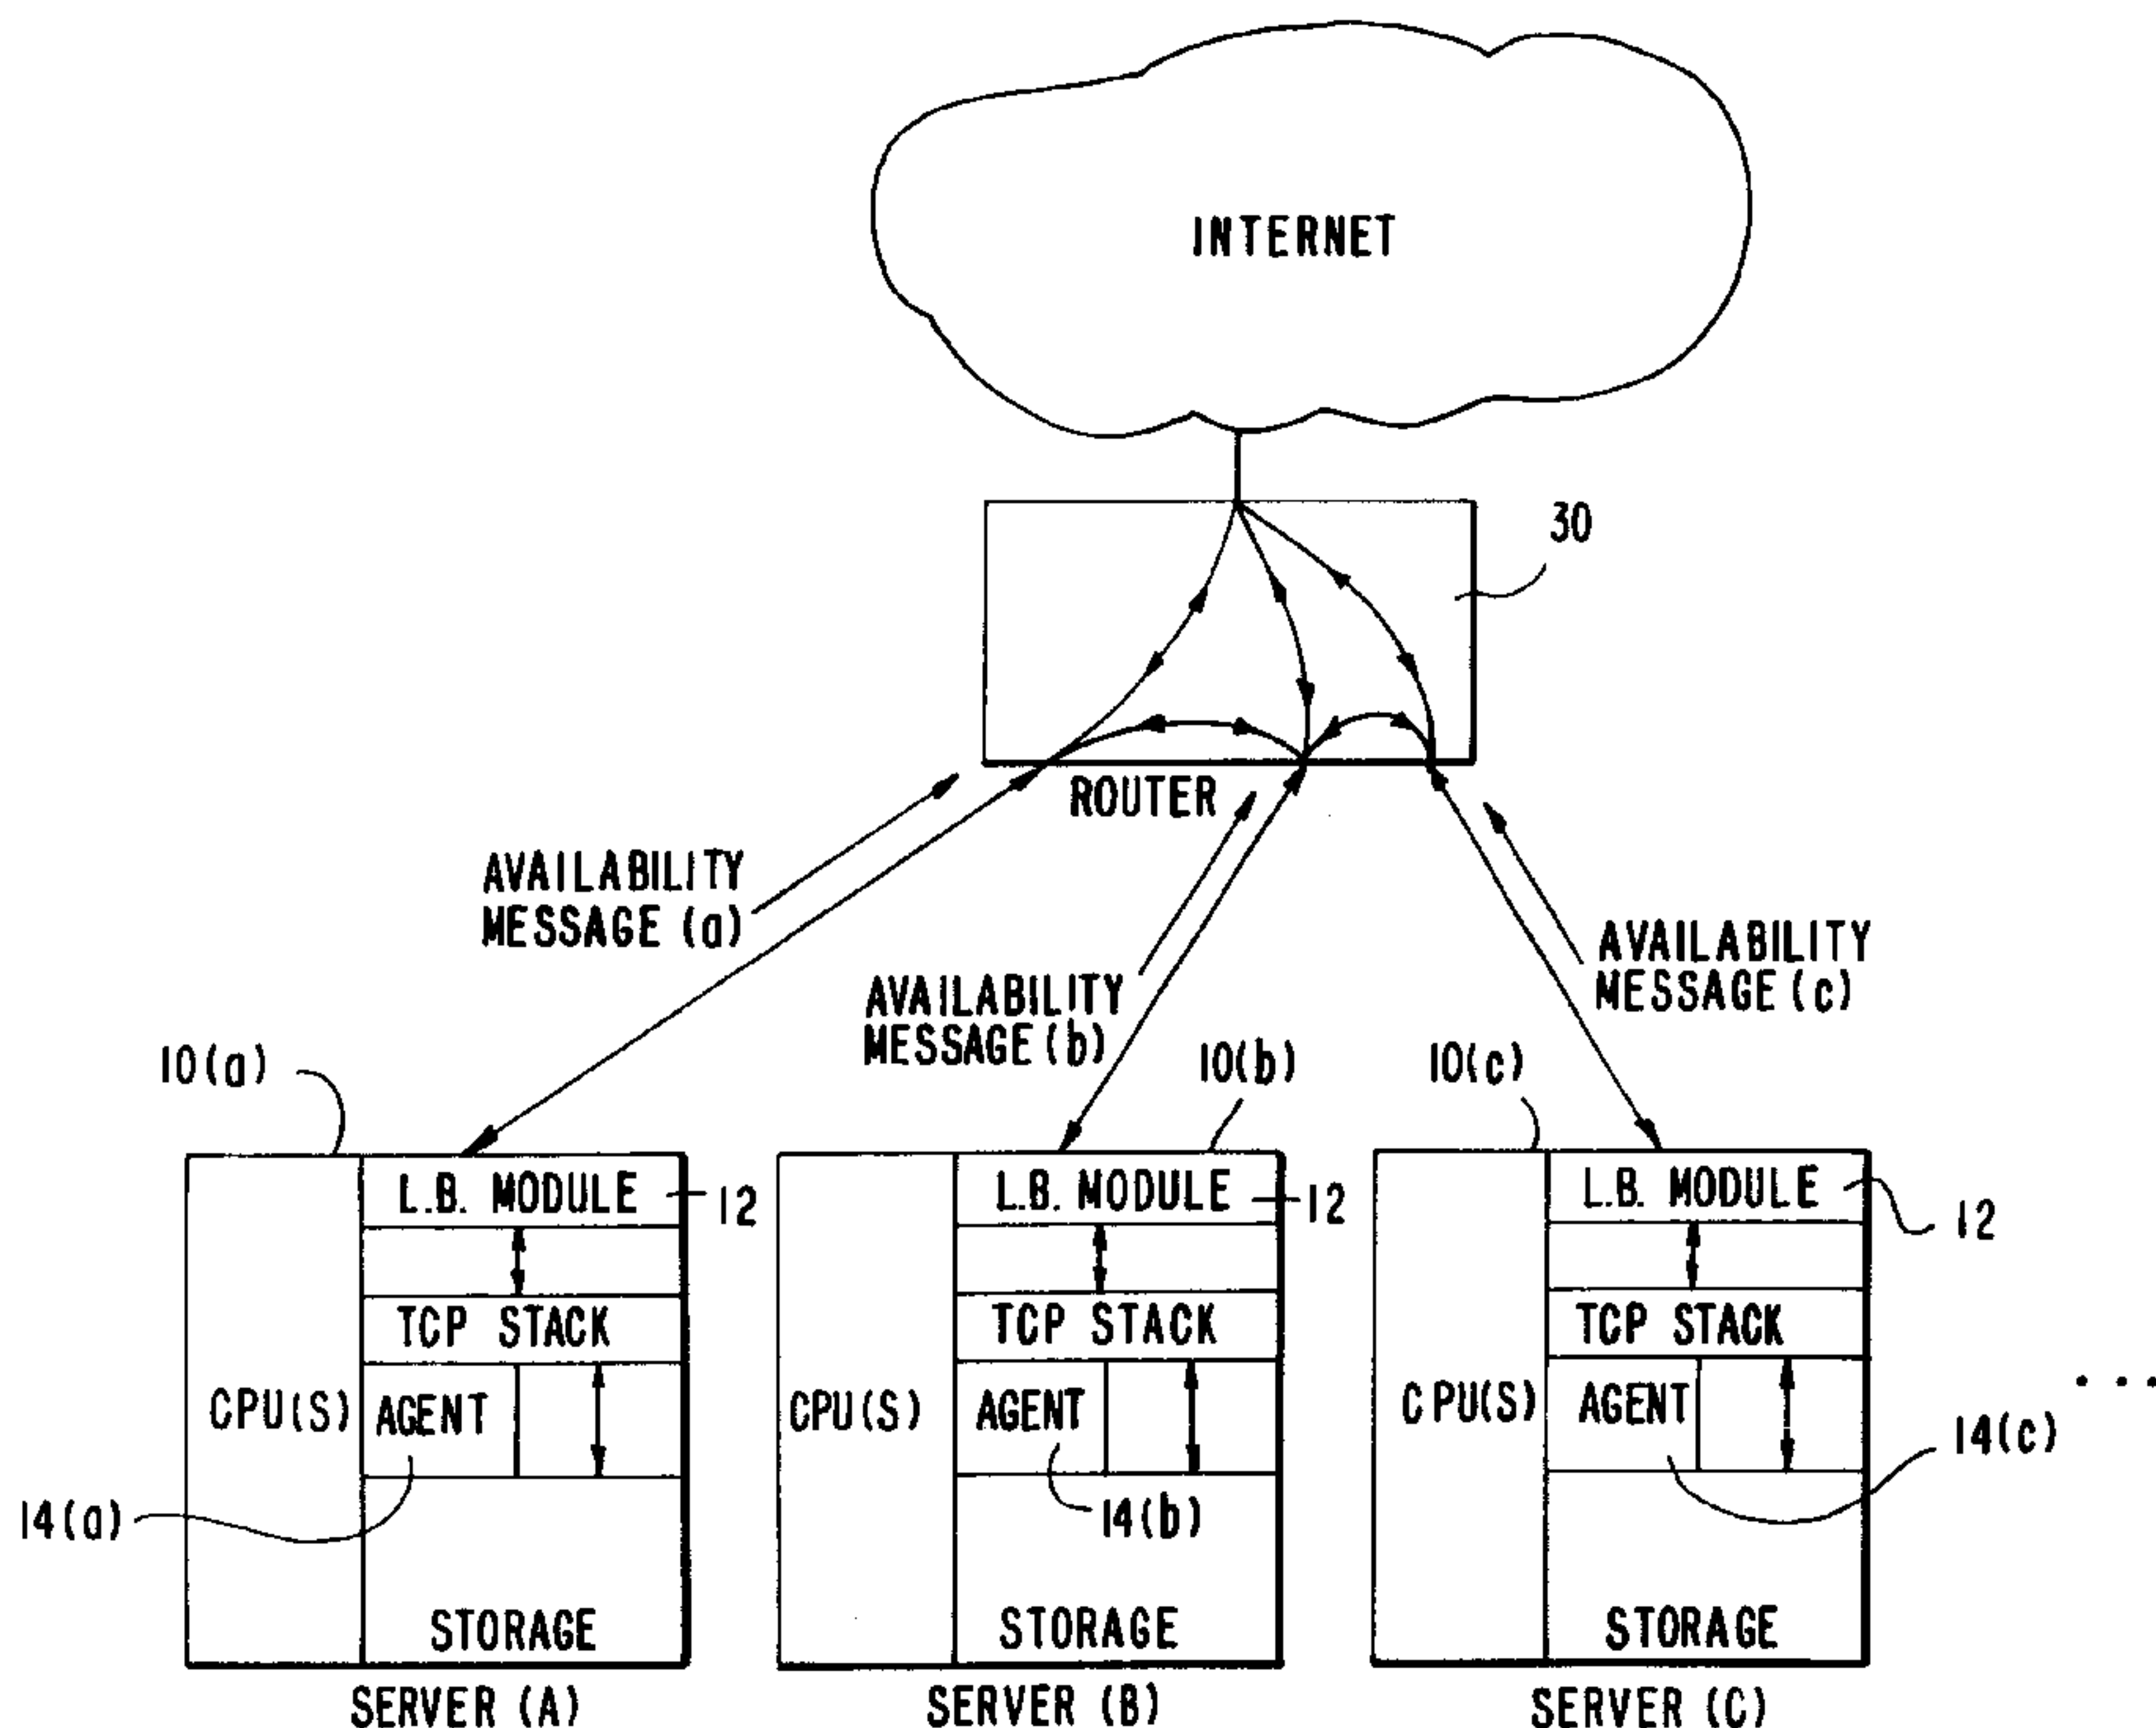 INTERNET
30
ROUTER
AVAILABILITY
MESSAGE (a)
AVAILABILITY
MESSAGE (b)
AVAILABILITY
MESSAGE (c)
10(a)
10(b)
10(c)
L.B. MODULE
12
TCP STACK
CPU(S)
AGENT
14(a)
STORAGE
SERVER (A)
L.B. MODULE
12
TCP STACK
CPU(S)
AGENT
14(b)
STORAGE
SERVER (B)
L.B. MODULE
12
TCP STACK
CPU(S)
AGENT
14(c)
STORAGE
SERVER (C)
...